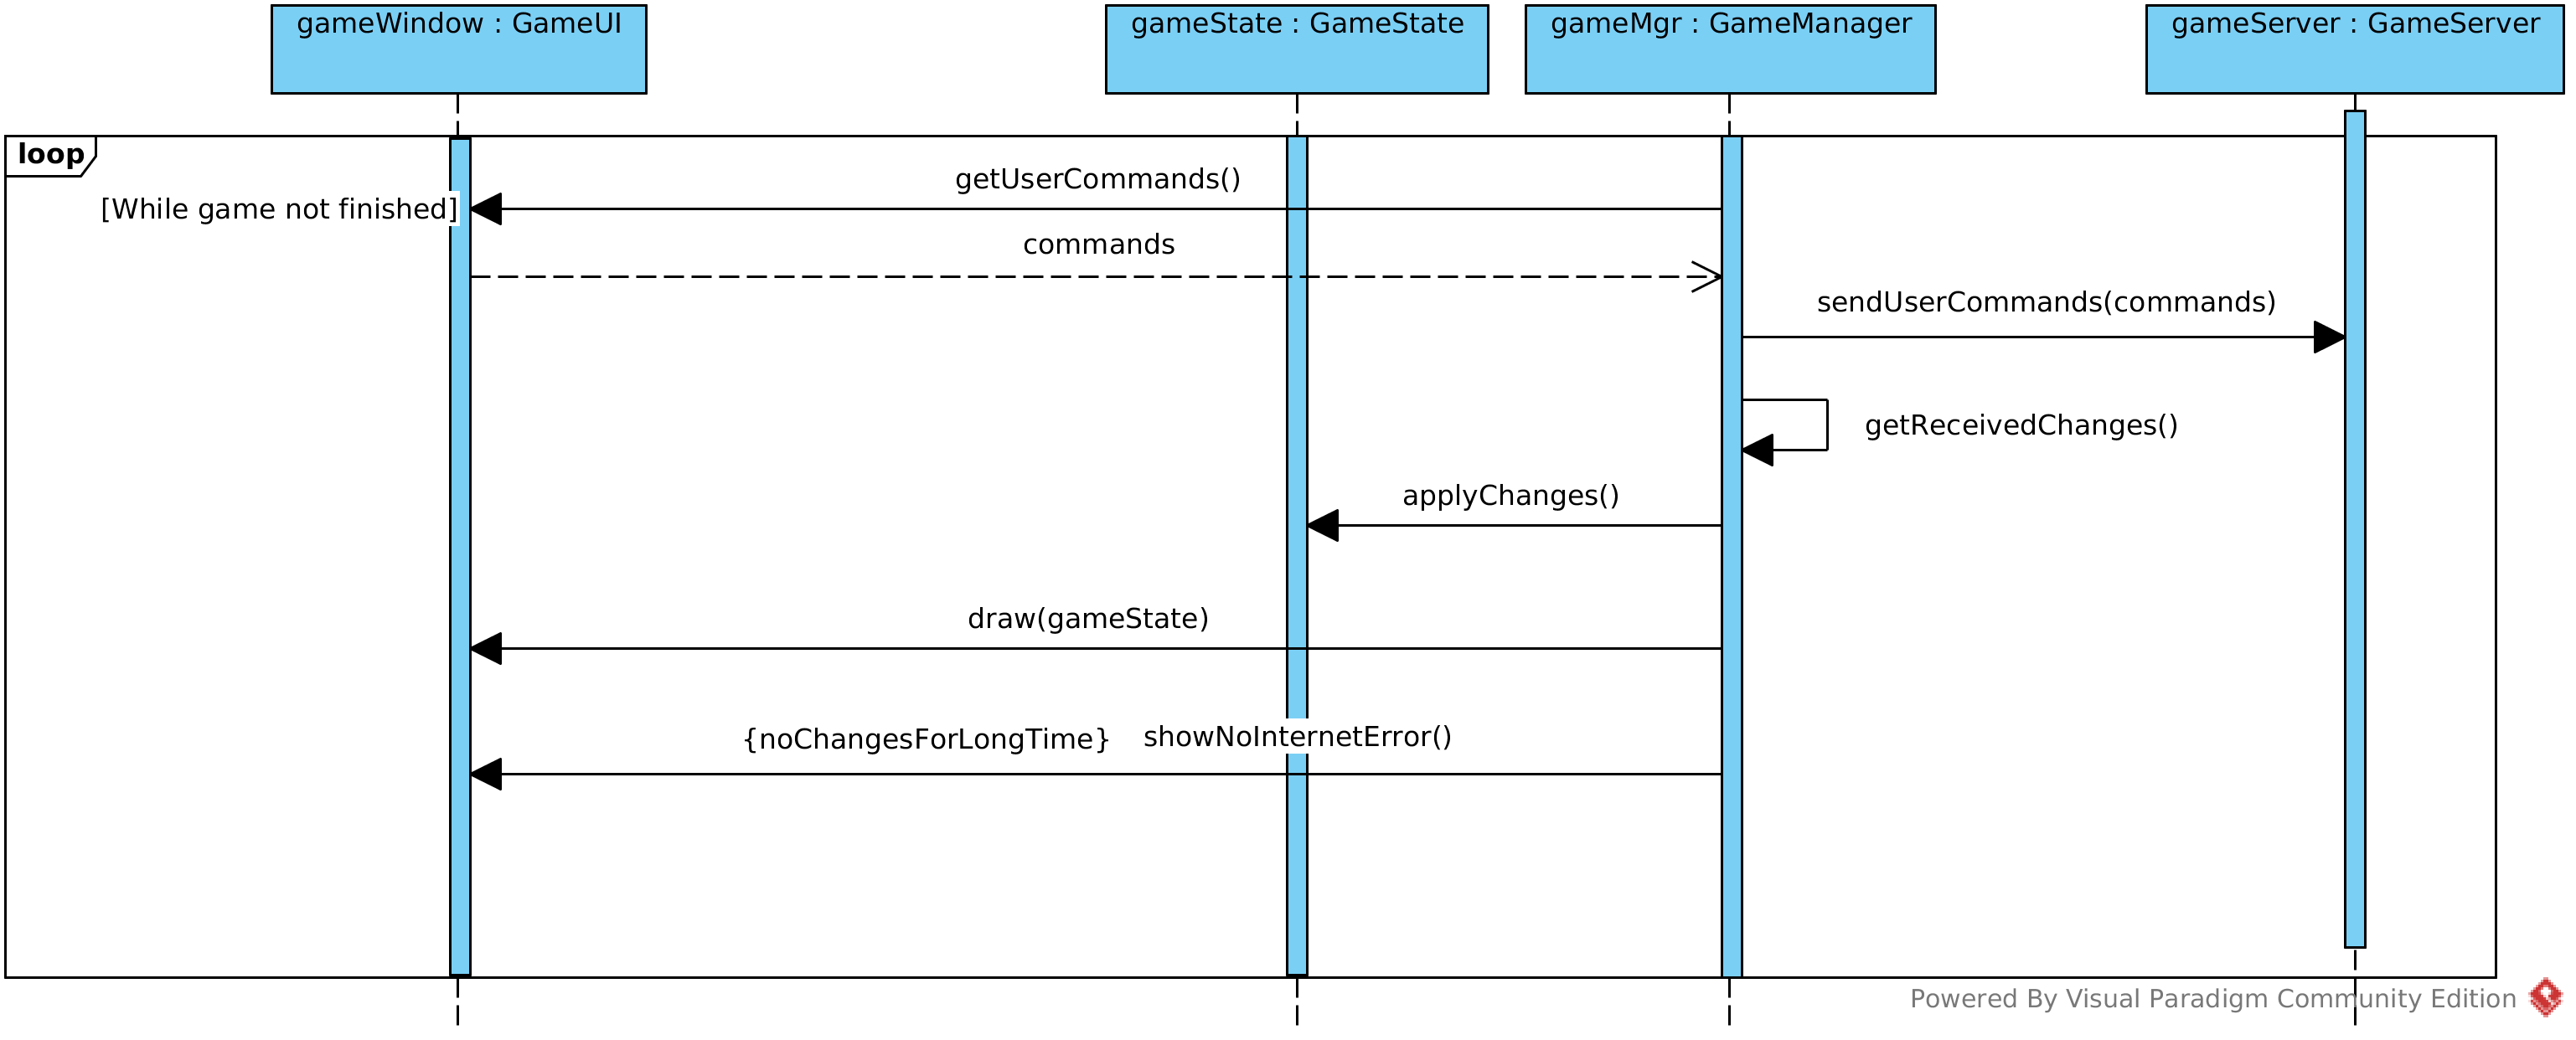 gameWindow : GameUI
gameState : GameState
gameMgr : GameManager
gameServer : GameServer
loop
getUserCommands()
[While game not finished]
commands
sendUserCommands(commands)
getReceivedChanges()
applyChanges()
draw(gameState)
{noChangesForLongTime} showNoInternetError()
Powered By Visual Paradigm Community Edition